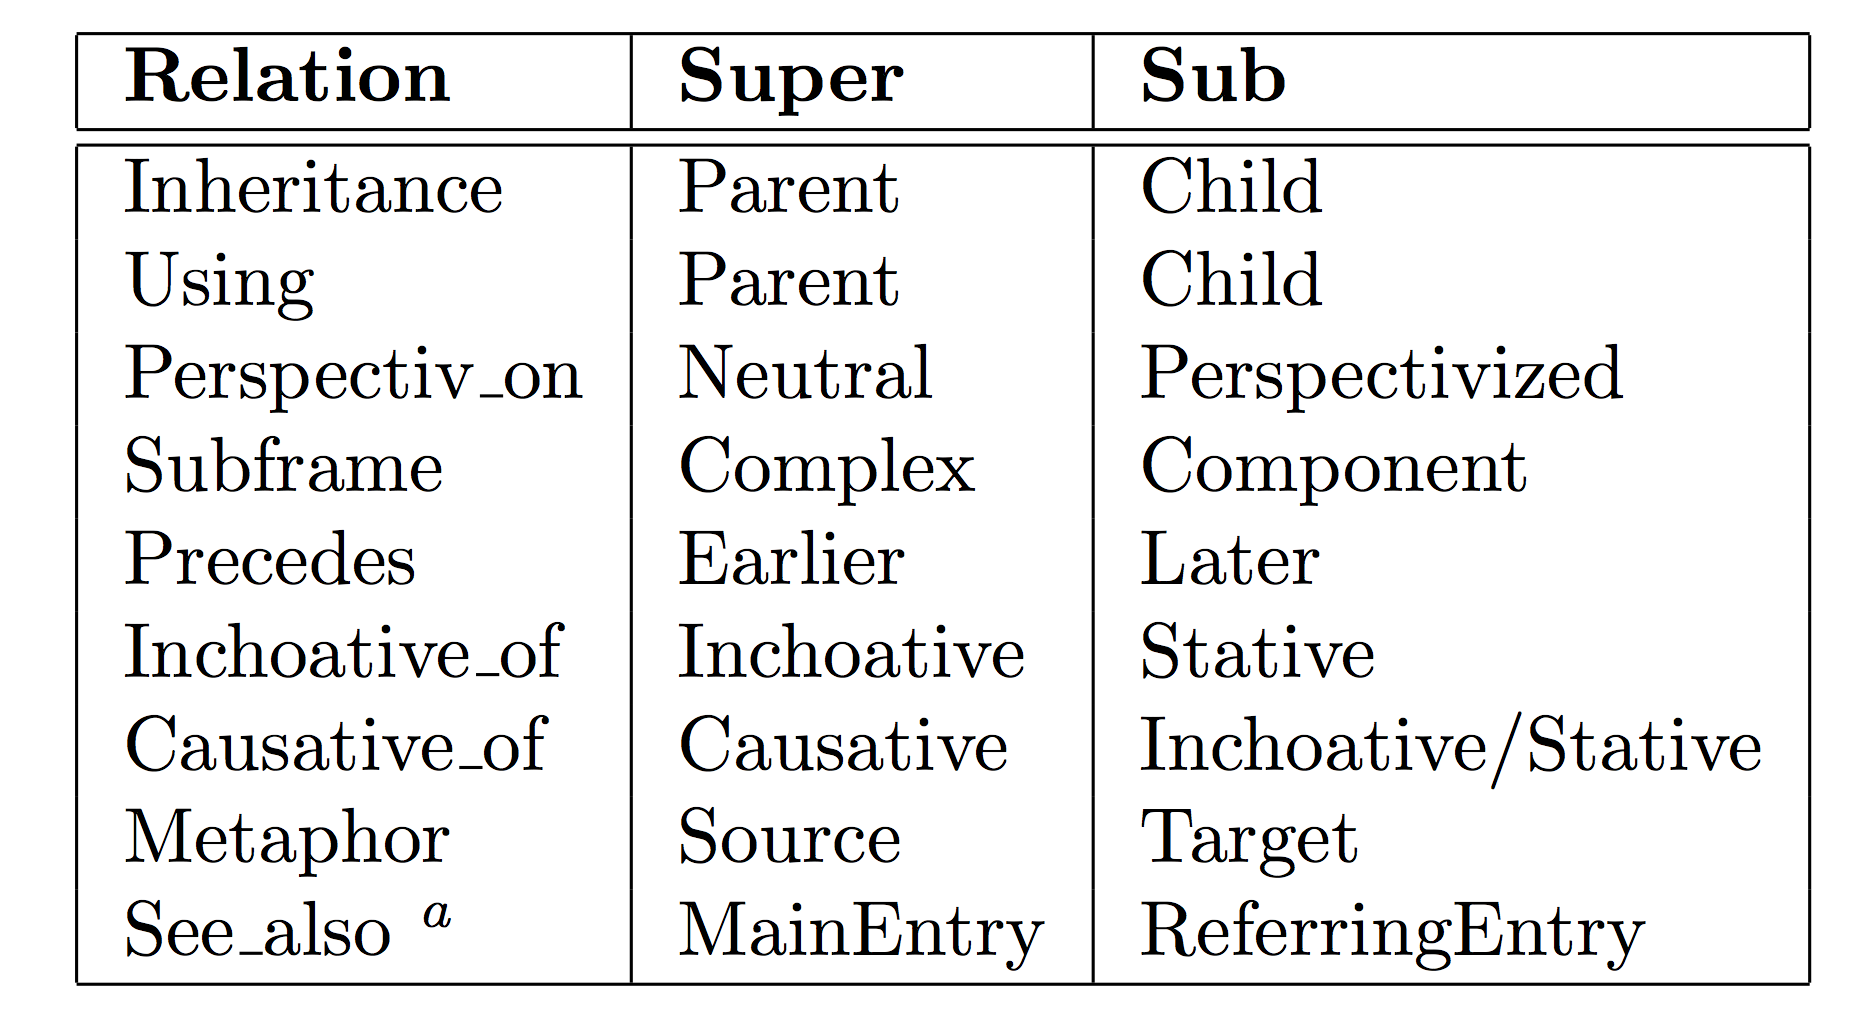 Relation Super Sub
Inheritance Parent Child
Using Parent Child
Perspectiv_on Neutral Perspectivized
Subframe Complex Component
Precedes Earlier Later
Inchoative_of Inchoative Stative
Causative_of Causative Inchoative/Stative
Metaphor Source Target
See_also a MainEntry ReferringEntry